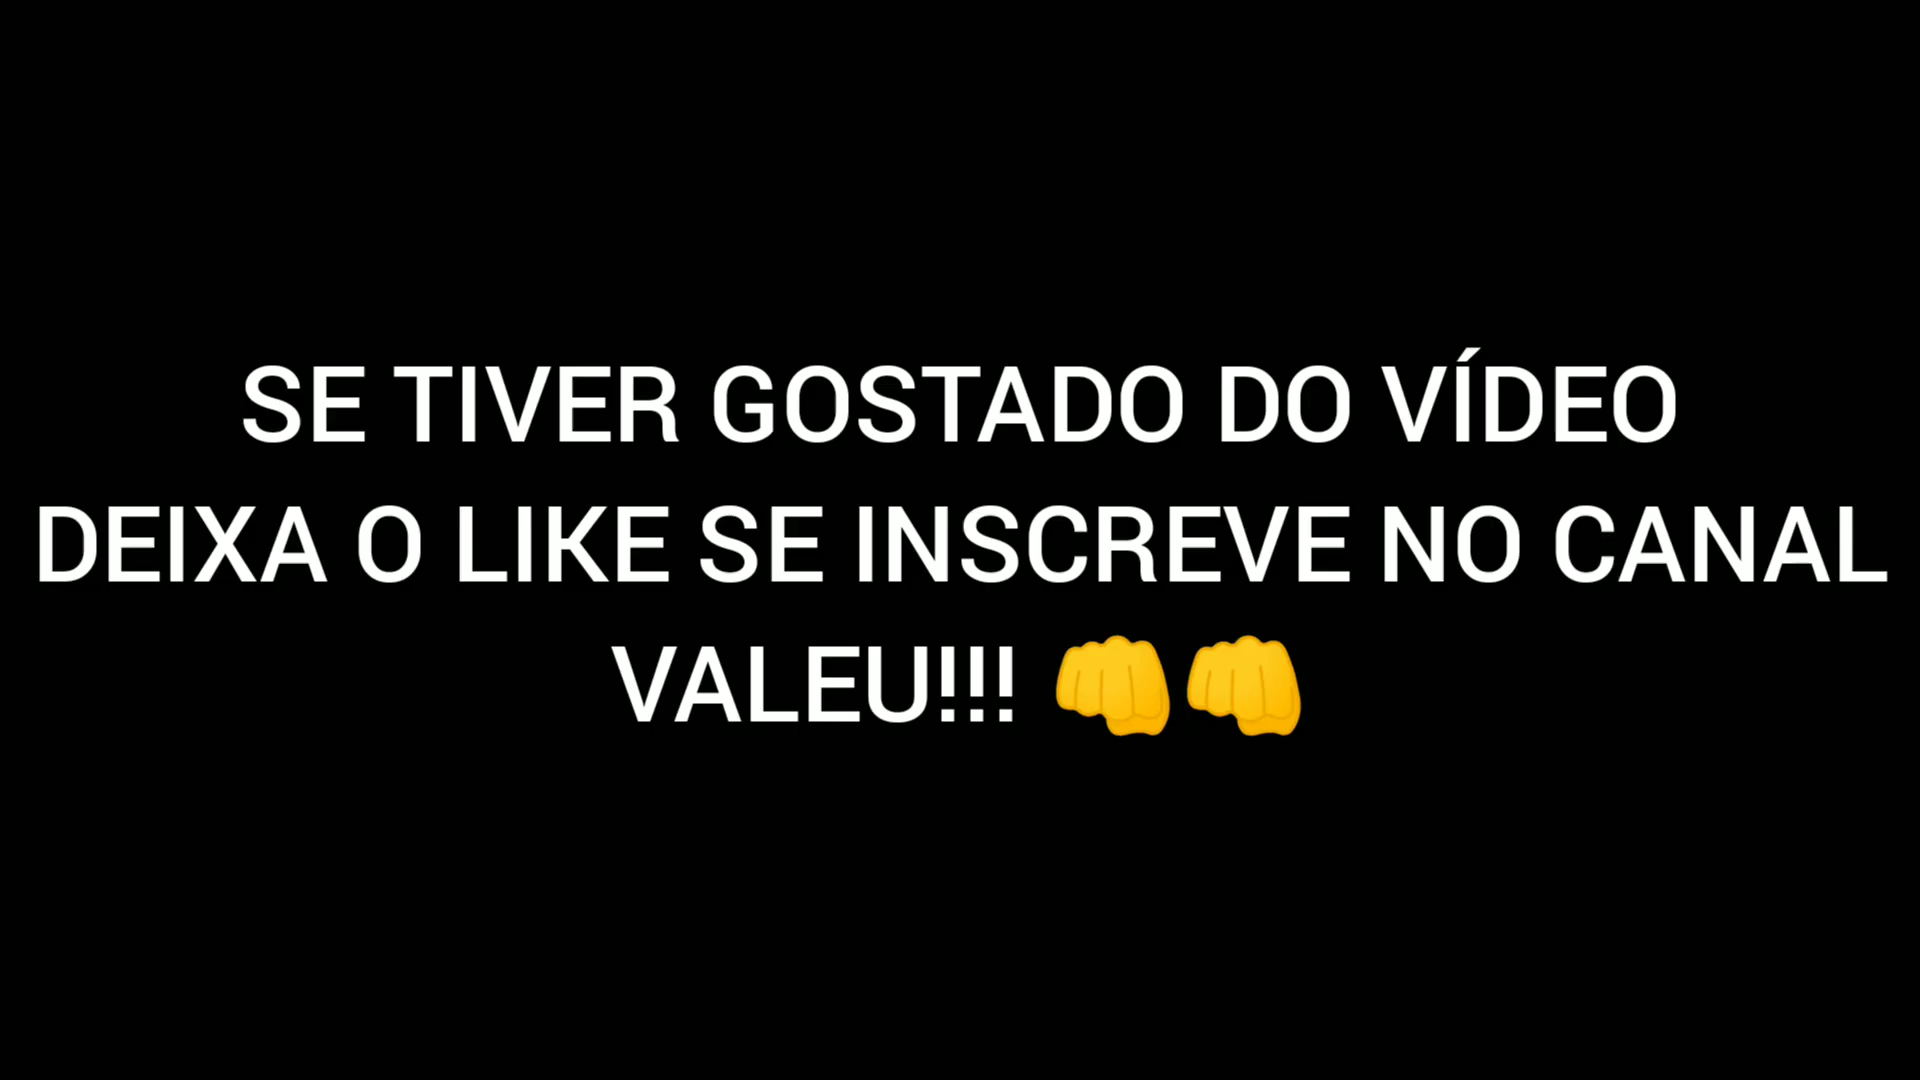 SE TIVER GOSTADO DO VÍDEO
DEIXA O LIKE SE INSCREVE NO CANAL
VALEU!!! 👊👊